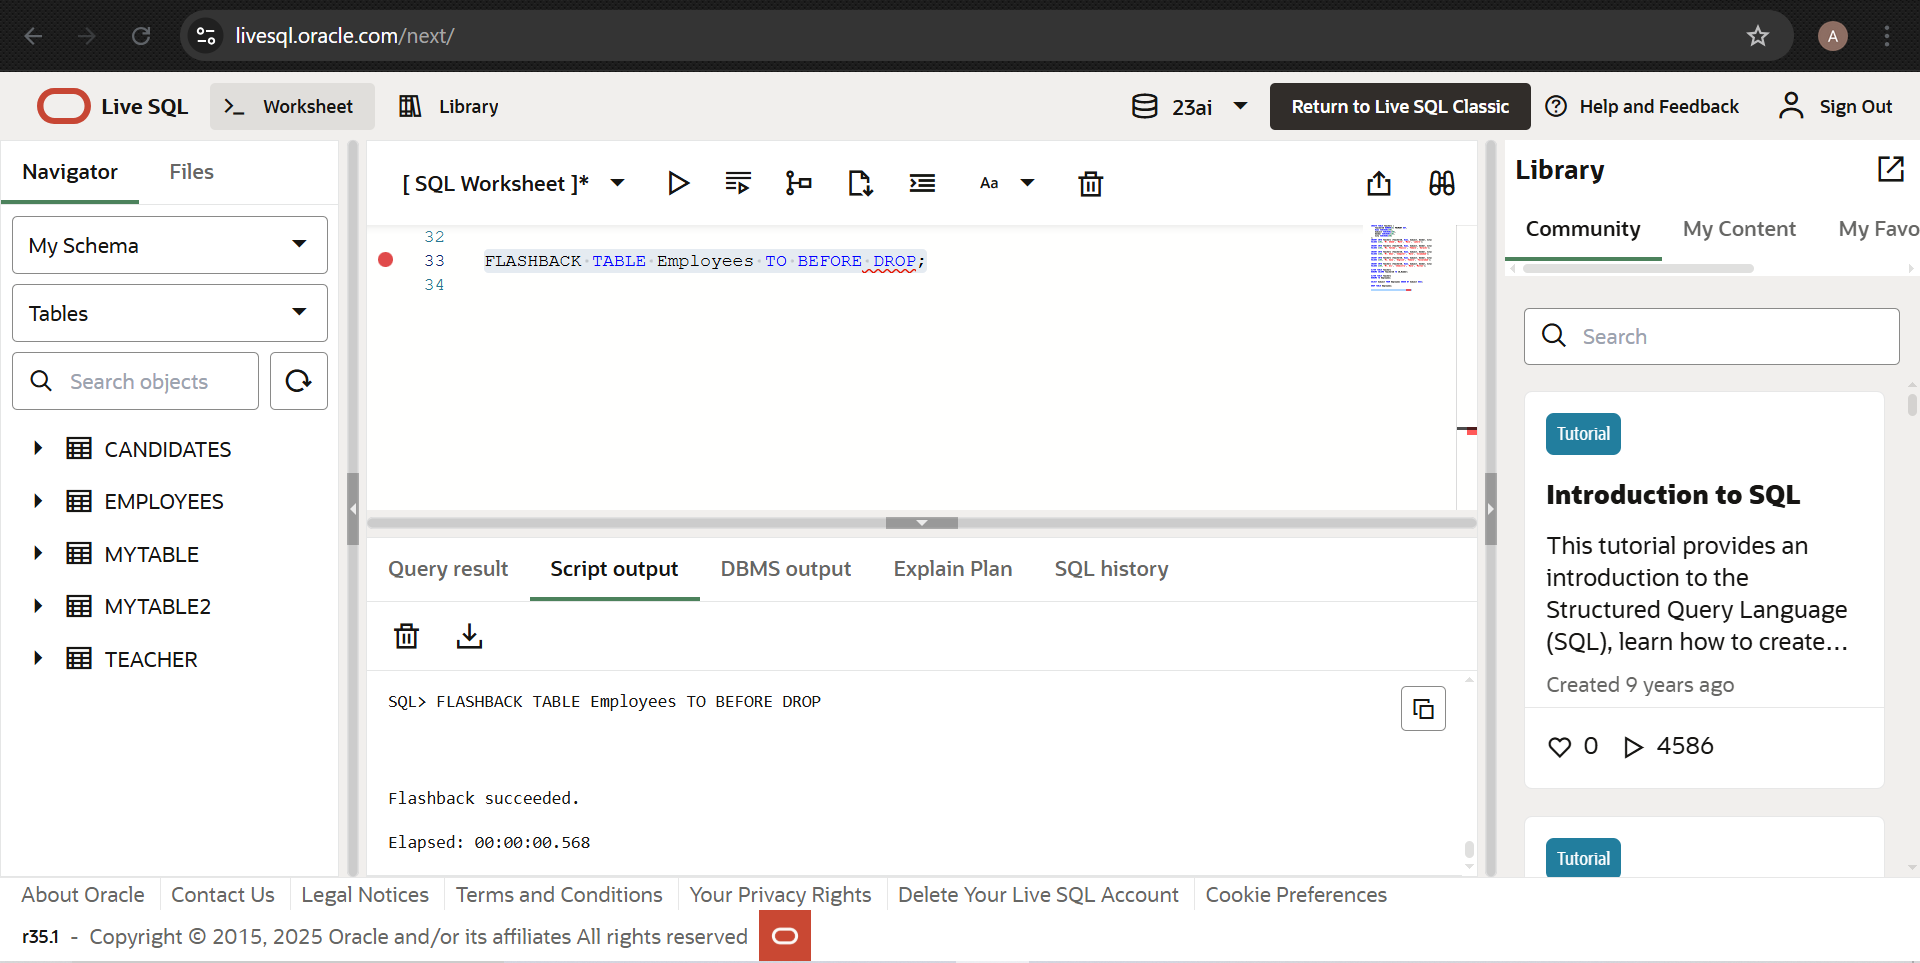 livesql.oracle.com/next/
A
Live SQL
Worksheet
Library
23ai
Return to Live SQL Classic
Help and Feedback
Sign Out
Navigator
Files
My Schema
Tables
Search objects
CANDIDATES
EMPLOYEES
MYTABLE
MYTABLE2
TEACHER
[ SQL Worksheet ]*
Aa
32
33 FLASHBACK TABLE Employees TO BEFORE DROP;
34
Query result
Script output
DBMS output
Explain Plan
SQL history
SQL> FLASHBACK TABLE Employees TO BEFORE DROP
Flashback succeeded.
Elapsed: 00:00:00.568
Library
Community
My Content
My Favo
Search
Tutorial
Introduction to SQL
This tutorial provides an
introduction to the
Structured Query Language
(SQL), learn how to create...
Created 9 years ago
0
4586
Tutorial
About Oracle
Contact Us
Legal Notices
Terms and Conditions
Your Privacy Rights
Delete Your Live SQL Account
Cookie Preferences
r35.1 - Copyright © 2015, 2025 Oracle and/or its affiliates All rights reserved